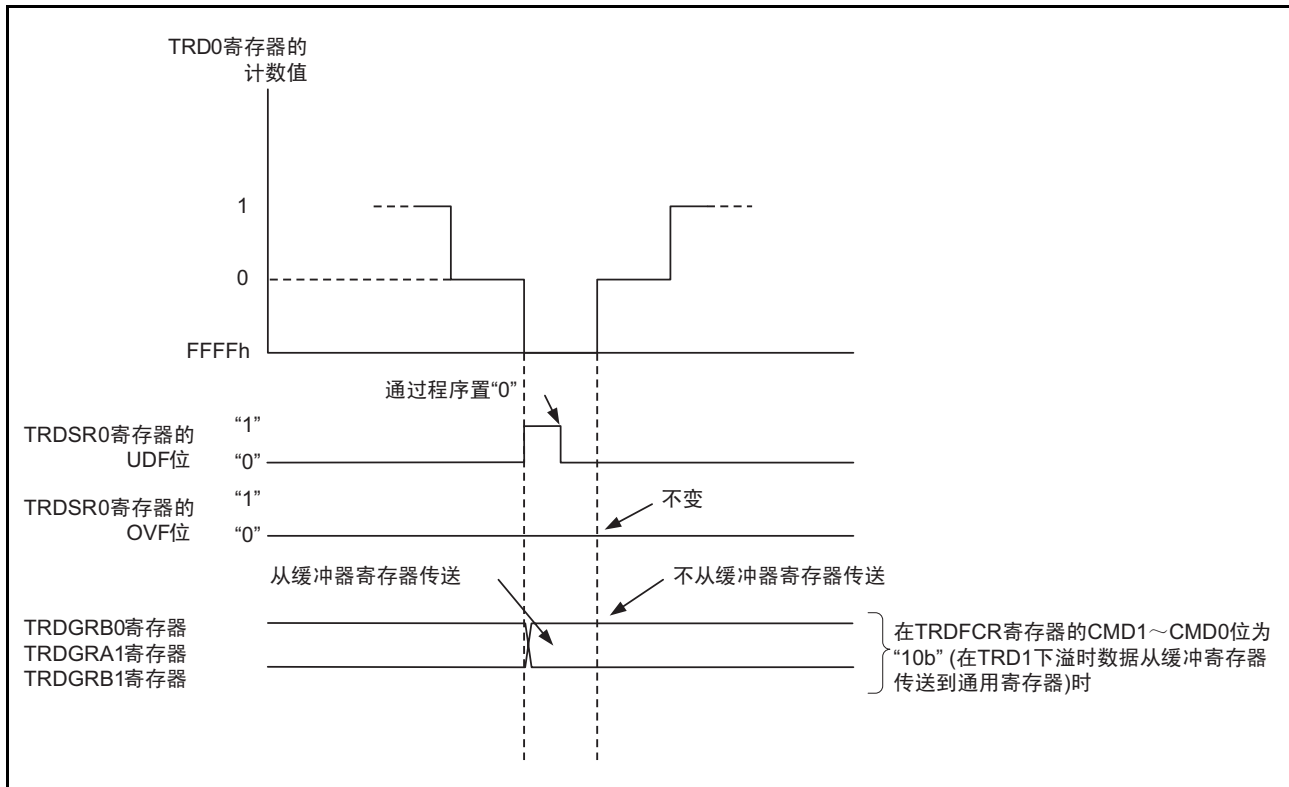 TRD0寄存器的
计数值
1
0
FFFFh
通过程序置“0”
TRDSR0寄存器的
UDF位
“1”
“0”
TRDSR0寄存器的
OVF位
“1”
“0”
不变
从缓冲器寄存器传送
不从缓冲器寄存器传送
TRDGRB0寄存器
TRDGRA1寄存器
TRDGRB1寄存器
在TRDFCR寄存器的CMD1～CMD0位为
“10b” (在TRD1下溢时数据从缓冲寄存器
传送到通用寄存器)时